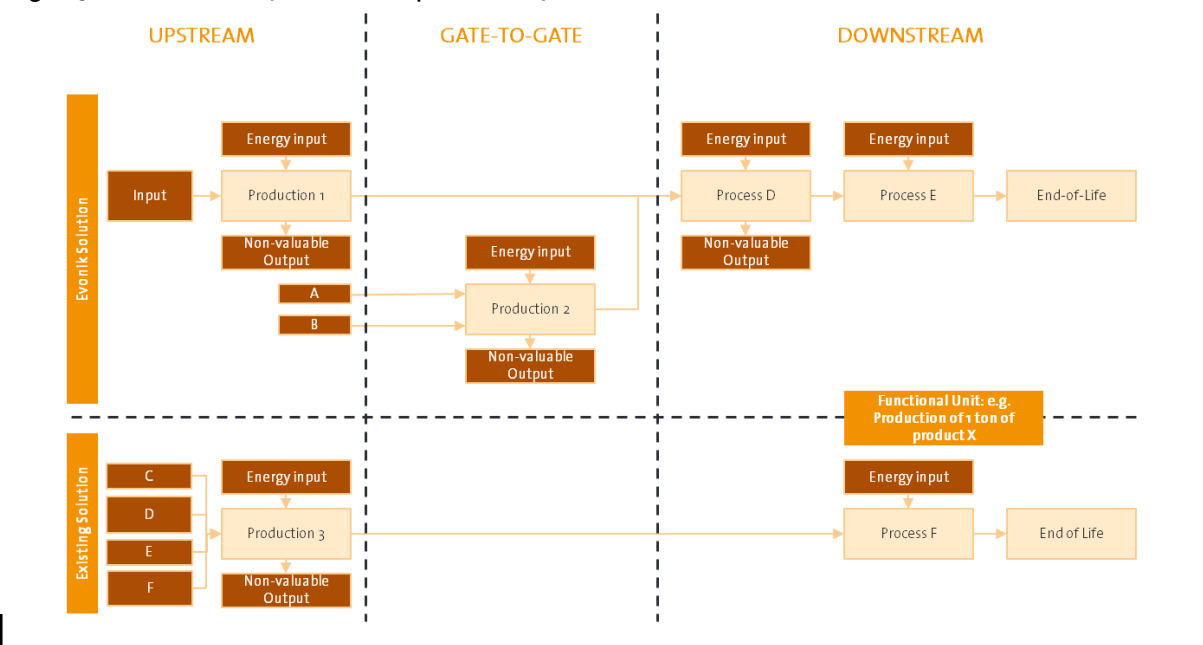 UPSTREAM
GATE-TO-GATE
DOWNSTREAM
Evonik Solution
Energy input
Energy input
Energy input
Input
Production 1
Process D
Process E
End-of-Life
Non-valuable
Output
Non-valuable
Output
Energy input
A
B
Production 2
Non-valuable
Output
Functional Unit: e.g.
Production of 1 ton of
product X
Existing Solution
C
D
E
F
Energy input
Production 3
Non-valuable
Output
Energy input
Process F
End of Life